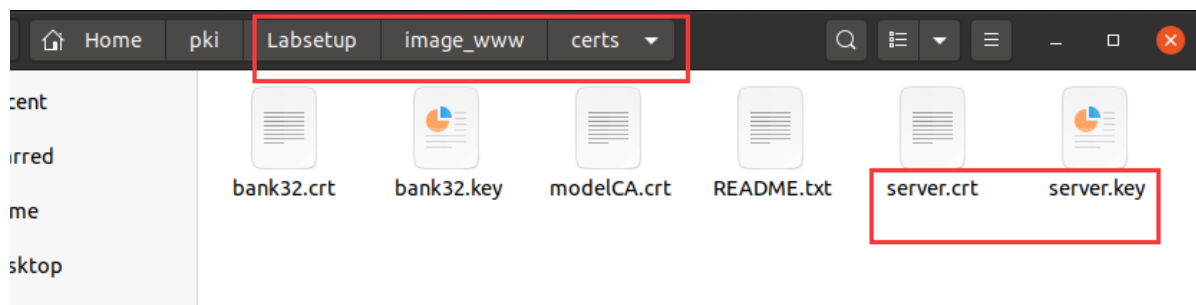 Home pki Labsetup image_www certs
cent
rred
me
sktop
bank32.crt bank32.key modelCA.crt README.txt server.crt server.key